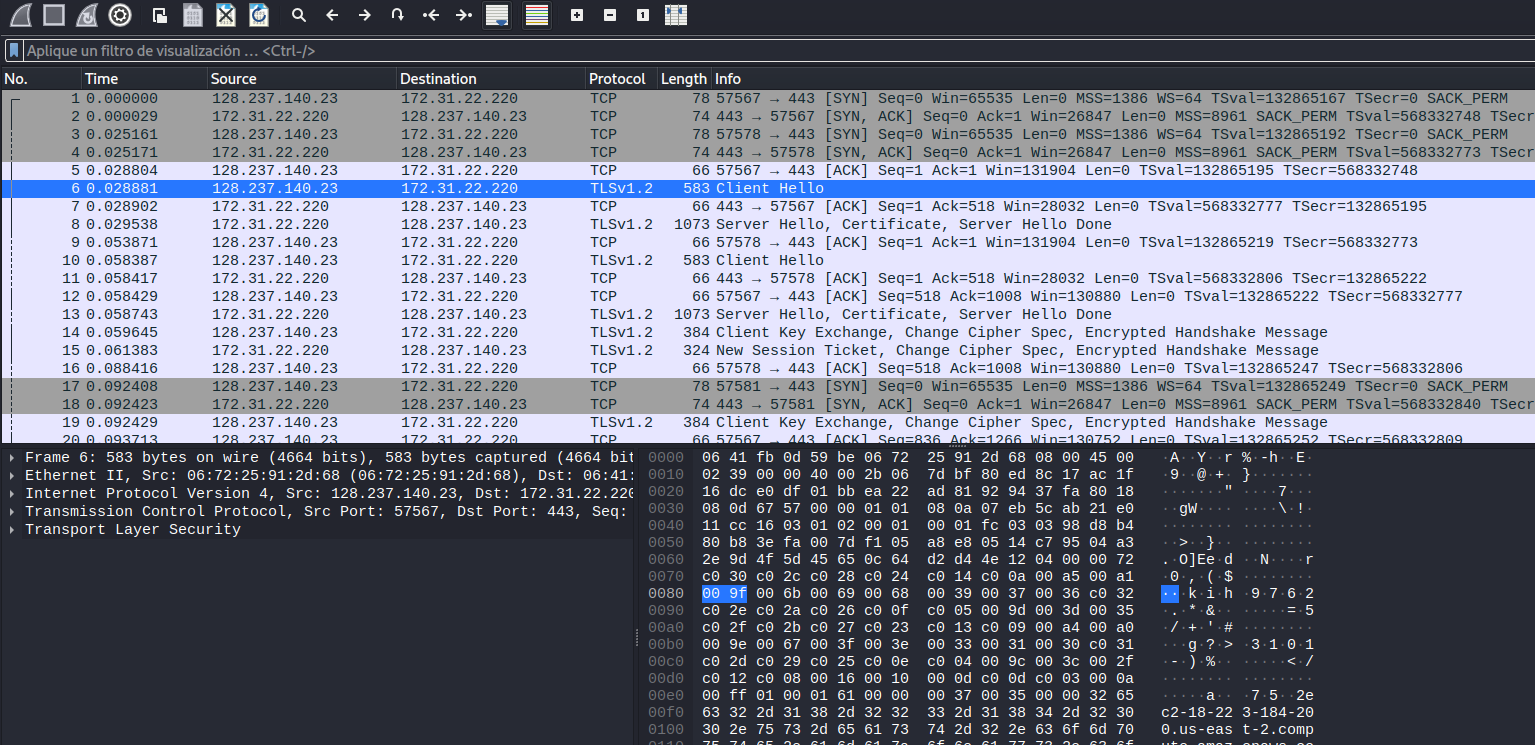 Aplique un filtro de visualización ... <Ctrl-/>
No. Time Source Destination Protocol Length Info
1 0.000000 128.237.140.23 172.31.22.220 TCP 78 57567 → 443 [SYN] Seq=0 Win=65535 Len=0 MSS=1386 WS=64 TSval=132865167 TSecr=0 SACK_PERM
2 0.000029 172.31.22.220 128.237.140.23 TCP 74 443 → 57567 [SYN, ACK] Seq=0 Ack=1 Win=26847 Len=0 MSS=8961 SACK_PERM TSval=568332748 TSecr
3 0.025161 128.237.140.23 172.31.22.220 TCP 78 57578 → 443 [SYN] Seq=0 Win=65535 Len=0 MSS=1386 WS=64 TSval=132865192 TSecr=0 SACK_PERM
4 0.025171 172.31.22.220 128.237.140.23 TCP 74 443 → 57578 [SYN, ACK] Seq=0 Ack=1 Win=26847 Len=0 MSS=8961 SACK_PERM TSval=568332773 TSecr
5 0.028804 128.237.140.23 172.31.22.220 TCP 66 57567 → 443 [ACK] Seq=1 Ack=1 Win=131904 Len=0 TSval=132865195 TSecr=568332748
6 0.028881 128.237.140.23 172.31.22.220 TLSv1.2 583 Client Hello
7 0.028902 172.31.22.220 128.237.140.23 TCP 66 443 → 57567 [ACK] Seq=1 Ack=518 Win=28032 Len=0 TSval=568332777 TSecr=132865195
8 0.029538 172.31.22.220 128.237.140.23 TLSv1.2 1073 Server Hello, Certificate, Server Hello Done
9 0.053871 128.237.140.23 172.31.22.220 TCP 66 57578 → 443 [ACK] Seq=1 Ack=1 Win=131904 Len=0 TSval=132865219 TSecr=568332773
10 0.058387 128.237.140.23 172.31.22.220 TLSv1.2 583 Client Hello
11 0.058417 172.31.22.220 128.237.140.23 TCP 66 443 → 57578 [ACK] Seq=1 Ack=518 Win=28032 Len=0 TSval=568332806 TSecr=132865222
12 0.058429 128.237.140.23 172.31.22.220 TCP 66 57567 → 443 [ACK] Seq=518 Ack=1008 Win=130880 Len=0 TSval=132865222 TSecr=568332777
13 0.058743 172.31.22.220 128.237.140.23 TLSv1.2 1073 Server Hello, Certificate, Server Hello Done
14 0.059645 128.237.140.23 172.31.22.220 TLSv1.2 384 Client Key Exchange, Change Cipher Spec, Encrypted Handshake Message
15 0.061383 172.31.22.220 128.237.140.23 TLSv1.2 324 New Session Ticket, Change Cipher Spec, Encrypted Handshake Message
16 0.088416 128.237.140.23 172.31.22.220 TCP 66 57578 → 443 [ACK] Seq=518 Ack=1008 Win=130880 Len=0 TSval=132865247 TSecr=568332806
17 0.092408 128.237.140.23 172.31.22.220 TCP 78 57581 → 443 [SYN] Seq=0 Win=65535 Len=0 MSS=1386 WS=64 TSval=132865249 TSecr=0 SACK_PERM
18 0.092423 172.31.22.220 128.237.140.23 TCP 74 443 → 57581 [SYN, ACK] Seq=0 Ack=1 Win=26847 Len=0 MSS=8961 SACK_PERM TSval=568332840 TSecr
19 0.092429 128.237.140.23 172.31.22.220 TLSv1.2 384 Client Key Exchange, Change Cipher Spec, Encrypted Handshake Message
20 0.093713 128.237.140.23 172.31.22.220 TCP 66 57567 → 443 [ACK] Seq=836 Ack=1266 Win=130752 Len=0 TSval=132865252 TSecr=568332809
Frame 6: 583 bytes on wire (4664 bits), 583 bytes captured (4664 bit
Ethernet II, Src: 06:72:25:91:2d:68 (06:72:25:91:2d:68), Dst: 06:41:
Internet Protocol Version 4, Src: 128.237.140.23, Dst: 172.31.22.220
Transmission Control Protocol, Src Port: 57567, Dst Port: 443, Seq:
Transport Layer Security
0000 06 41 fb 0d 59 be 06 72 25 91 2d 68 08 00 45 00 ·A··Y··r %·-h··E·
0010 02 39 00 00 40 00 2b 06 7d bf 80 ed 8c 17 ac 1f ·9··@·+· }·······
0020 16 dc e0 df 01 bb ea 22 ad 81 92 94 37 fa 80 18 ·······" ····7···
0030 08 0d 67 57 00 00 01 01 08 0a 07 eb 5c ab 21 e0 ··gW···· ····\·!·
0040 11 cc 16 03 01 02 00 01 00 01 fc 03 03 98 d8 b4 ········ ········
0050 80 b8 3e fa 00 7d f1 05 a8 e8 05 14 c7 95 04 a3 ··>··}·· ········
0060 2e 9d 4f 5d 45 65 0c 64 d2 d4 4e 12 04 00 00 72 .·O]Ee·d ··N····r
0070 c0 30 c0 2c c0 28 c0 24 c0 14 c0 0a 00 a5 00 a1 ·0·,·(·$ ········
0080 00 9f 00 6b 00 69 00 68 00 39 00 37 00 36 c0 32 ···k·i·h ·9·7·6·2
0090 c0 2e c0 2a c0 26 c0 0f c0 05 00 9d 00 3d 00 35 ·.·*·&·· ·····=·5
00a0 c0 2f c0 2b c0 27 c0 23 c0 13 c0 09 00 a4 00 a0 ·/·+·'·# ········
00b0 00 9e 00 67 00 3f 00 3e 00 33 00 31 00 30 c0 31 ···g·?·> ·3·1·0·1
00c0 c0 2d c0 29 c0 25 c0 0e c0 04 00 9c 00 3c 00 2f ·-·)·%·· ·····<·/
00d0 c0 12 c0 08 00 16 00 10 00 0d c0 0d c0 03 00 0a ········ ········
00e0 00 ff 01 00 01 61 00 00 00 37 00 35 00 00 32 65 ·····a·· ·7·5··2e
00f0 63 32 2d 31 38 2d 32 32 33 2d 31 38 34 2d 32 30 c2-18-22 3-184-20
0100 30 2e 75 73 2d 65 61 73 74 2d 32 2e 63 6f 6d 70 0.us-eas t-2.comp